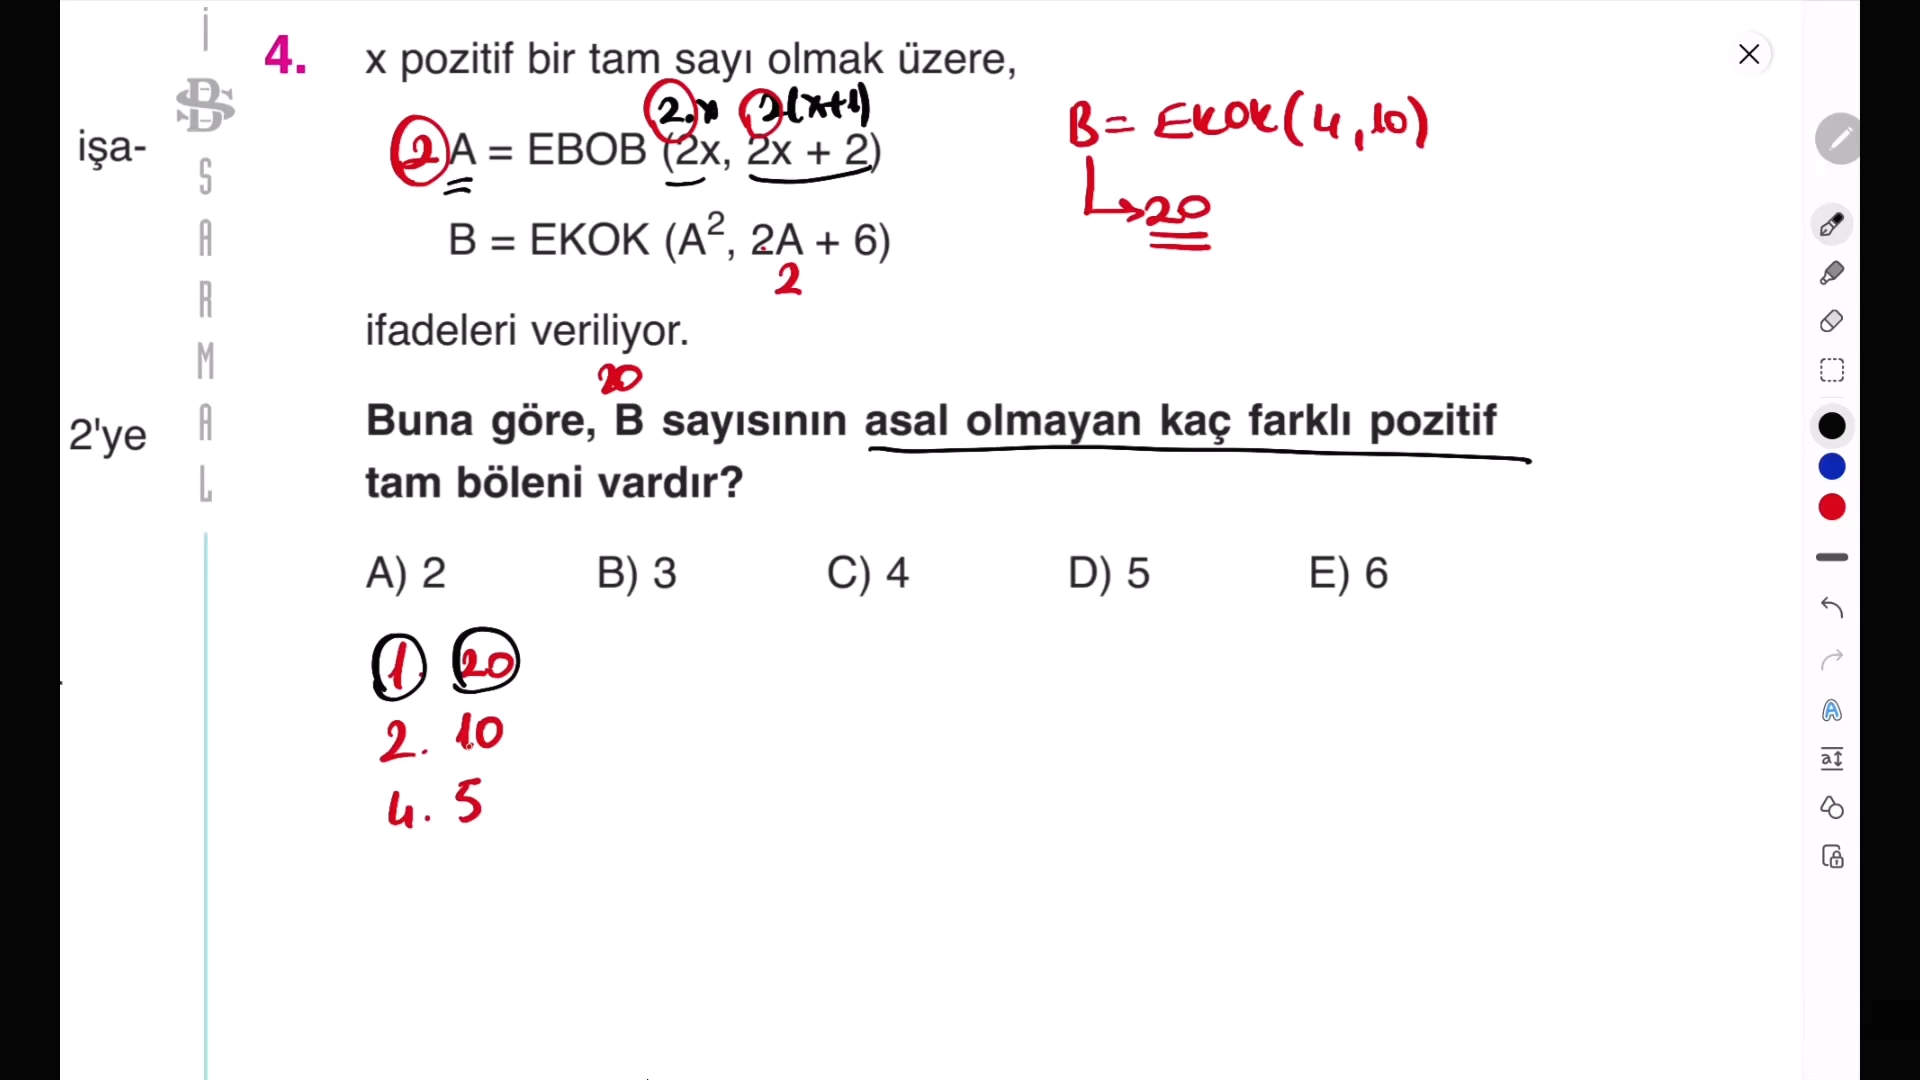 İ
SB
S
A
R
M
A
L
işa-
2'ye
4. x pozitif bir tam sayı olmak üzere,
2.x 2(x+1)
2 A = EBOB (2x, 2x + 2)
B = EKOK (A², 2A + 6)
2
B = EKOK(4,10)
20
ifadeleri veriliyor.
20
Buna göre, B sayısının asal olmayan kaç farklı pozitif
tam böleni vardır?
A) 2 B) 3 C) 4 D) 5 E) 6
1. 20
2. 10
4. 5